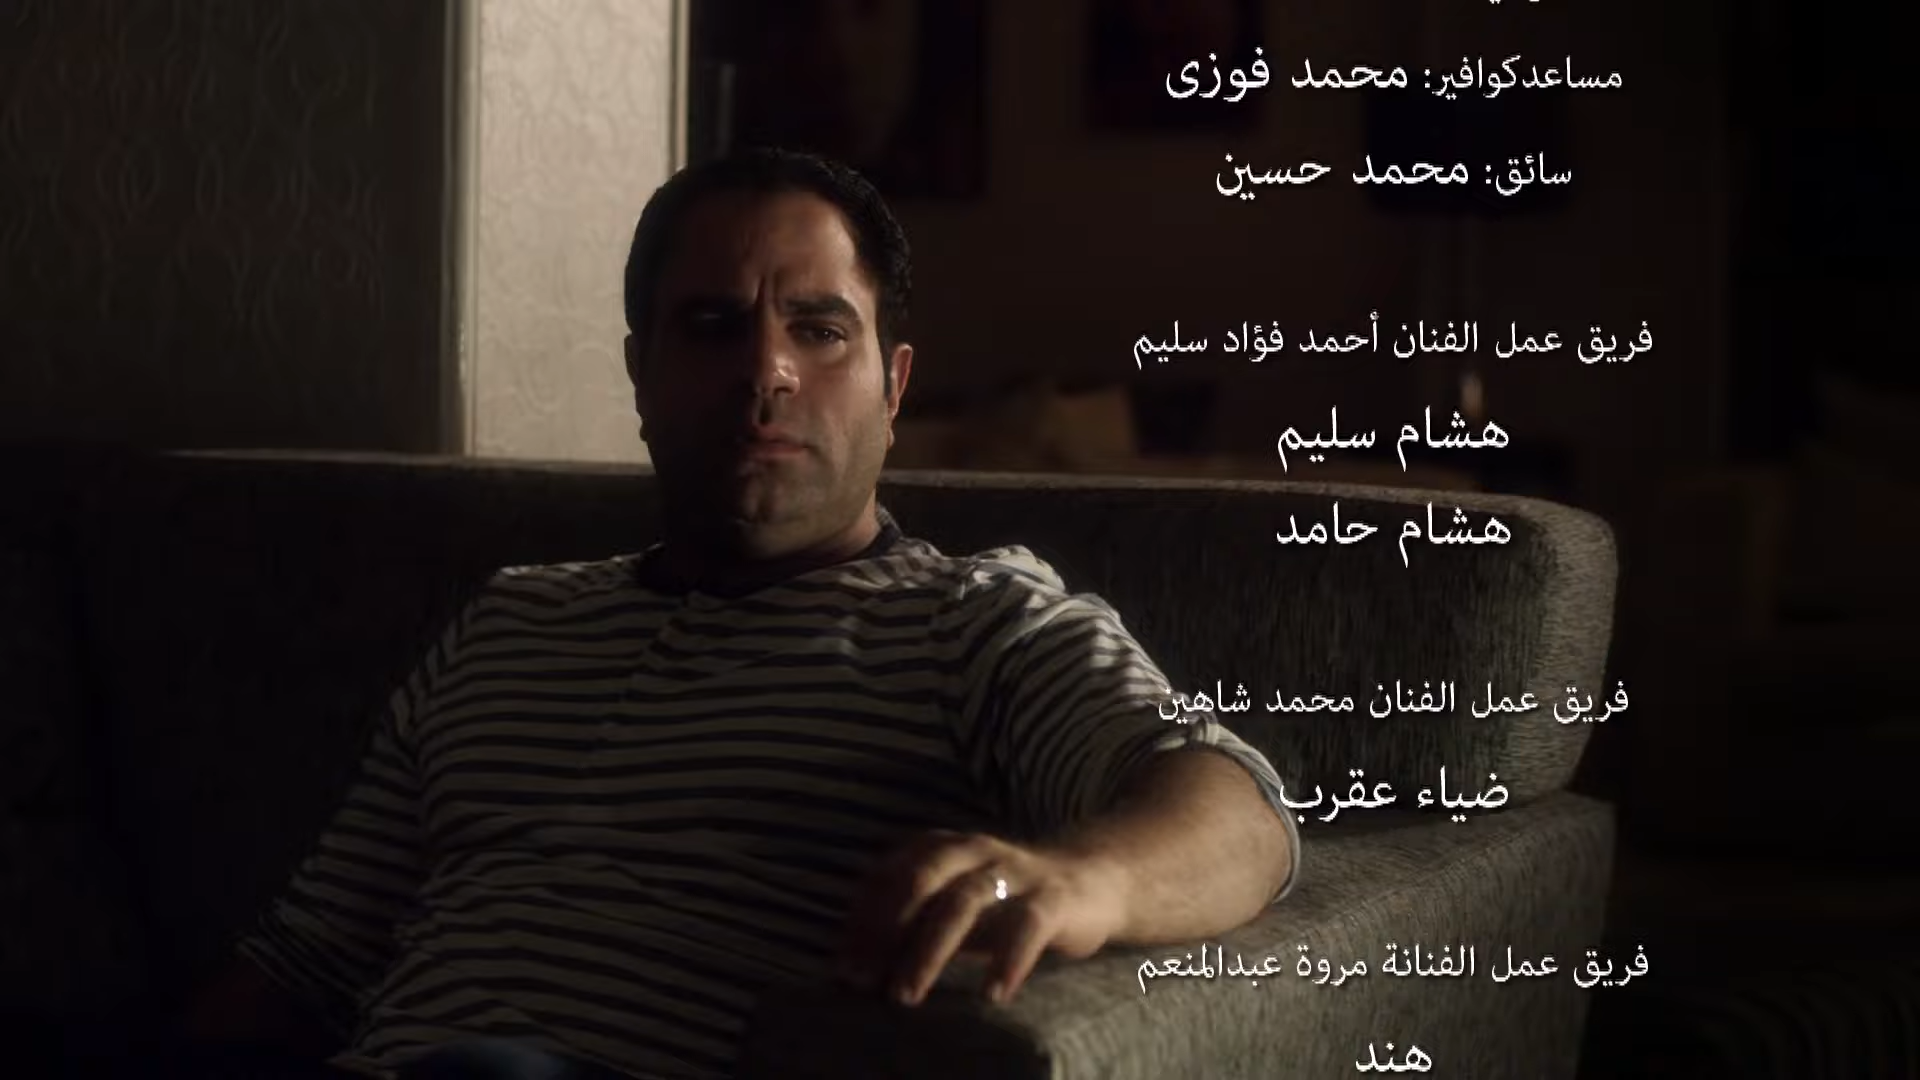 مساعدكوافير: محمد فوزى
سائق: محمد حسين
فريق عمل الفنان أحمد فؤاد سليم
هشام سليم
هشام حامد
فريق عمل الفنان محمد شاهين
ضياء عقرب
فريق عمل الفنانة مروة عبدالمنعم
هند